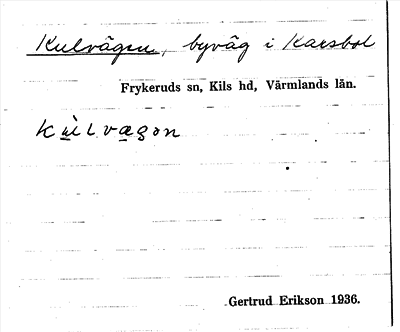 Kulvägen, byväg i Karsbol
Frykeruds sn, Kils hd, Värmlands län.
Gertrud Erikson 1936.